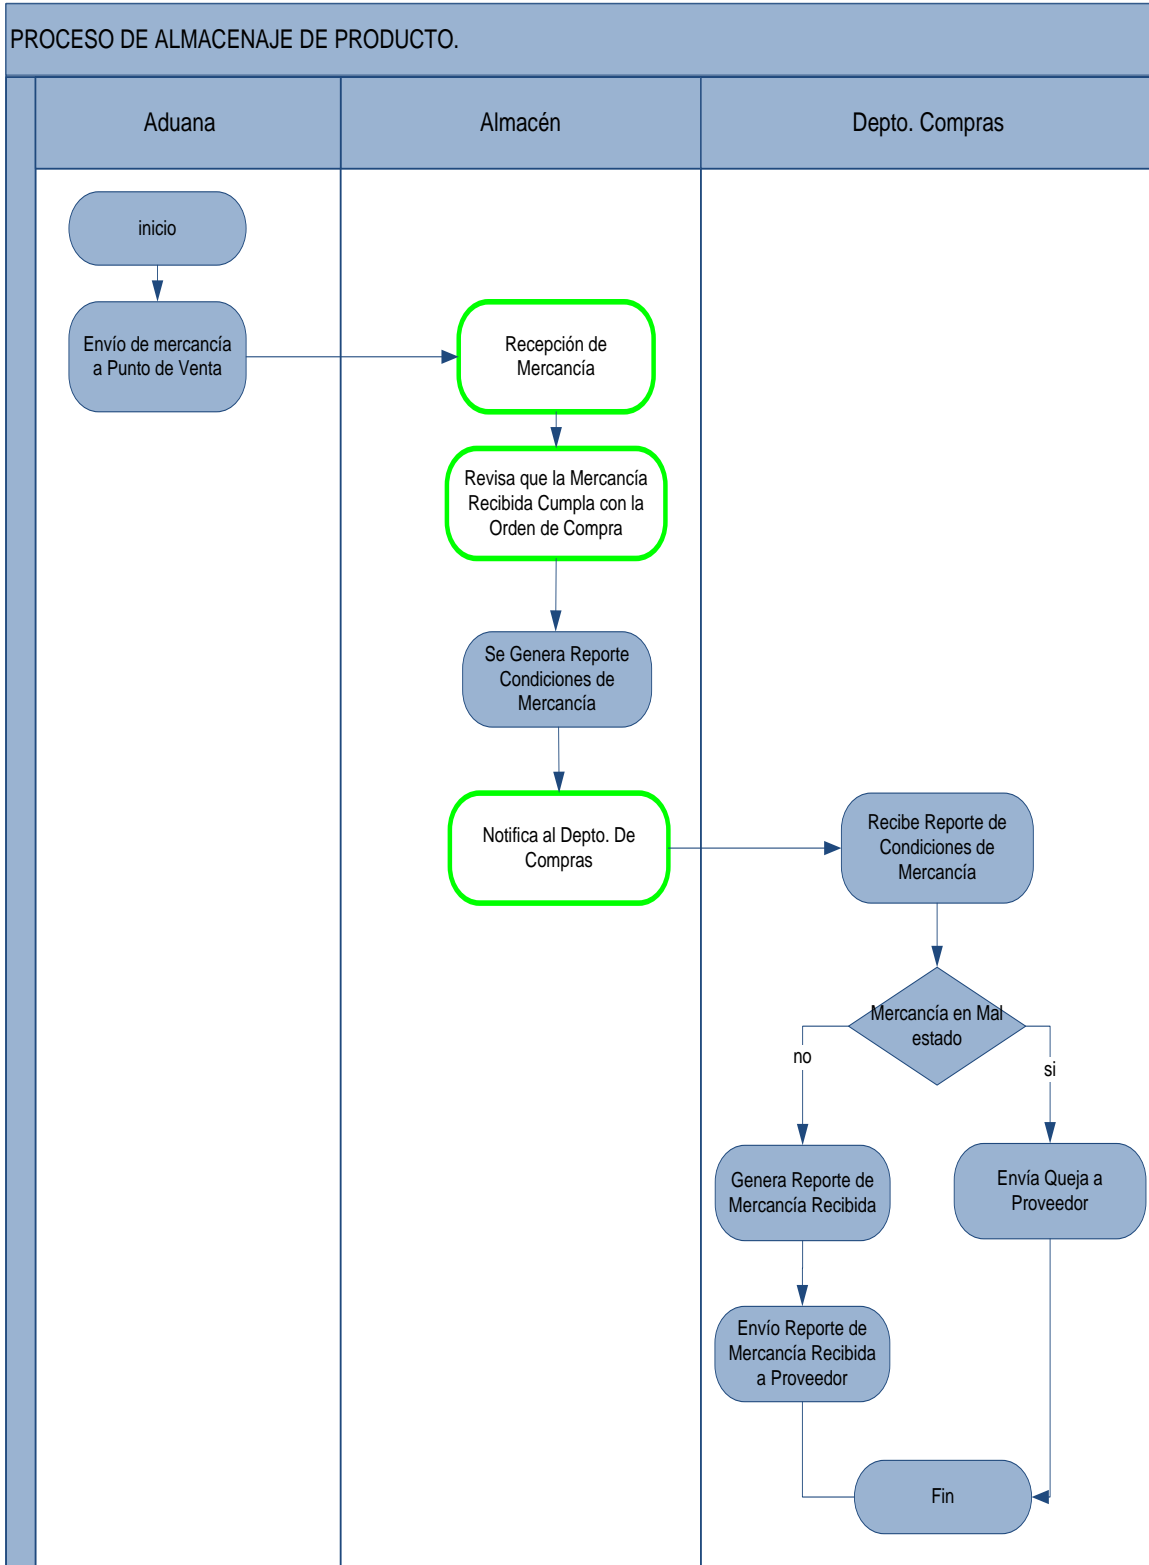 PROCESO DE ALMACENAJE DE PRODUCTO.
Aduana
Almacén
Depto. Compras
inicio
Envío de mercancía
a Punto de Venta
Recepción de
Mercancía
Revisa que la Mercancía
Recibida Cumpla con la
Orden de Compra
Se Genera Reporte
Condiciones de
Mercancía
Notifica al Depto. De
Compras
Recibe Reporte de
Condiciones de
Mercancía
Mercancía en Mal
estado
no
si
Genera Reporte de
Mercancía Recibida
Envía Queja a
Proveedor
Envío Reporte de
Mercancía Recibida
a Proveedor
Fin